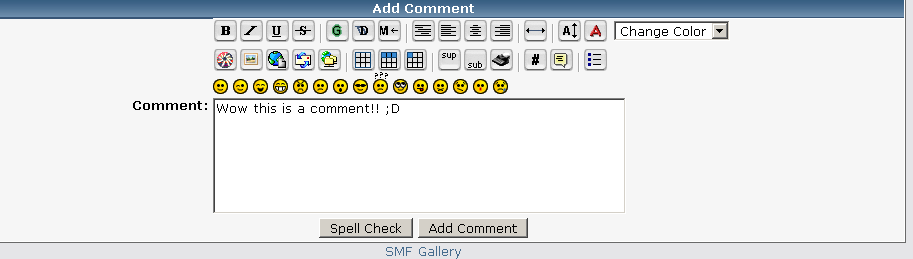 Add Comment
B I U S G D M A A Change Color
sup sub #
???
Comment: Wow this is a comment!! ;D
Spell Check Add Comment
SMF Gallery